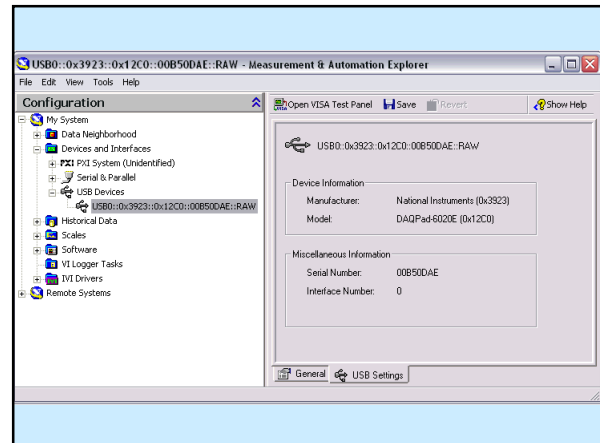 USB0::0x3923::0x12C0::00B50DAE::RAW - Measurement & Automation Explorer
File Edit View Tools Help
Configuration
Open VISA Test Panel Save Revert Show Help
My System
Data Neighborhood
Devices and Interfaces
PXI PXI System (Unidentified)
Serial & Parallel
USB Devices
USB0::0x3923::0x12C0::00B50DAE::RAW
Historical Data
Scales
Software
VI Logger Tasks
IVI Drivers
Remote Systems
USB0::0x3923::0x12C0::00B50DAE::RAW
Device Information
Manufacturer: National Instruments (0x3923)
Model: DAQPad-6020E (0x12C0)
Miscellaneous Information
Serial Number: 00B50DAE
Interface Number: 0
General USB Settings